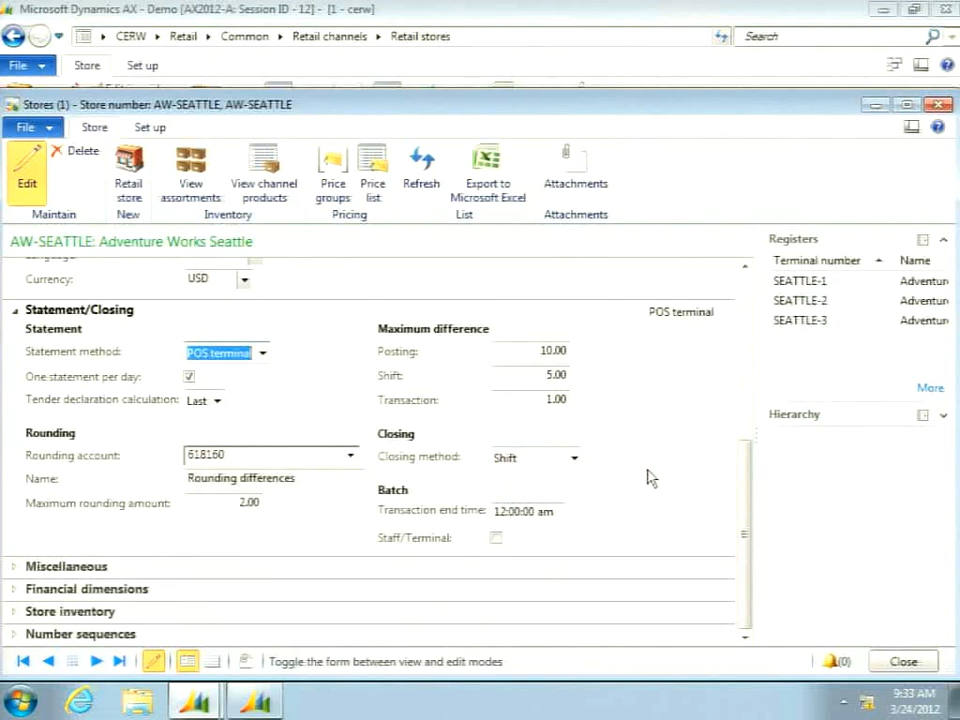 Microsoft Dynamics AX - Demo [AX2012-A: Session ID - 12] - [1 - cerw]
CERW Retail Common Retail channels Retail stores
Search
File Store Set up
Stores (1) - Store number: AW-SEATTLE, AW-SEATTLE
File Store Set up
Edit
Delete
Retail store
View assortments
View channel products
Price groups
Price list
Refresh
Export to Microsoft Excel
Attachments
Maintain New Inventory Pricing List Attachments
AW-SEATTLE: Adventure Works Seattle
Currency: USD
Statement/Closing POS terminal
Statement
Statement method: POS terminal
One statement per day:
Tender declaration calculation: Last
Maximum difference
Posting: 10.00
Shift: 5.00
Transaction: 1.00
Rounding
Rounding account: 618160
Name: Rounding differences
Maximum rounding amount: 2.00
Closing
Closing method: Shift
Batch
Transaction end time: 12:00:00 am
Staff/Terminal:
Miscellaneous
Financial dimensions
Store inventory
Number sequences
Registers
Terminal number Name
SEATTLE-1 Adventur
SEATTLE-2 Adventur
SEATTLE-3 Adventur
More
Hierarchy
Toggle the form between view and edit modes
(0)
Close
9:33 AM
3/24/2012